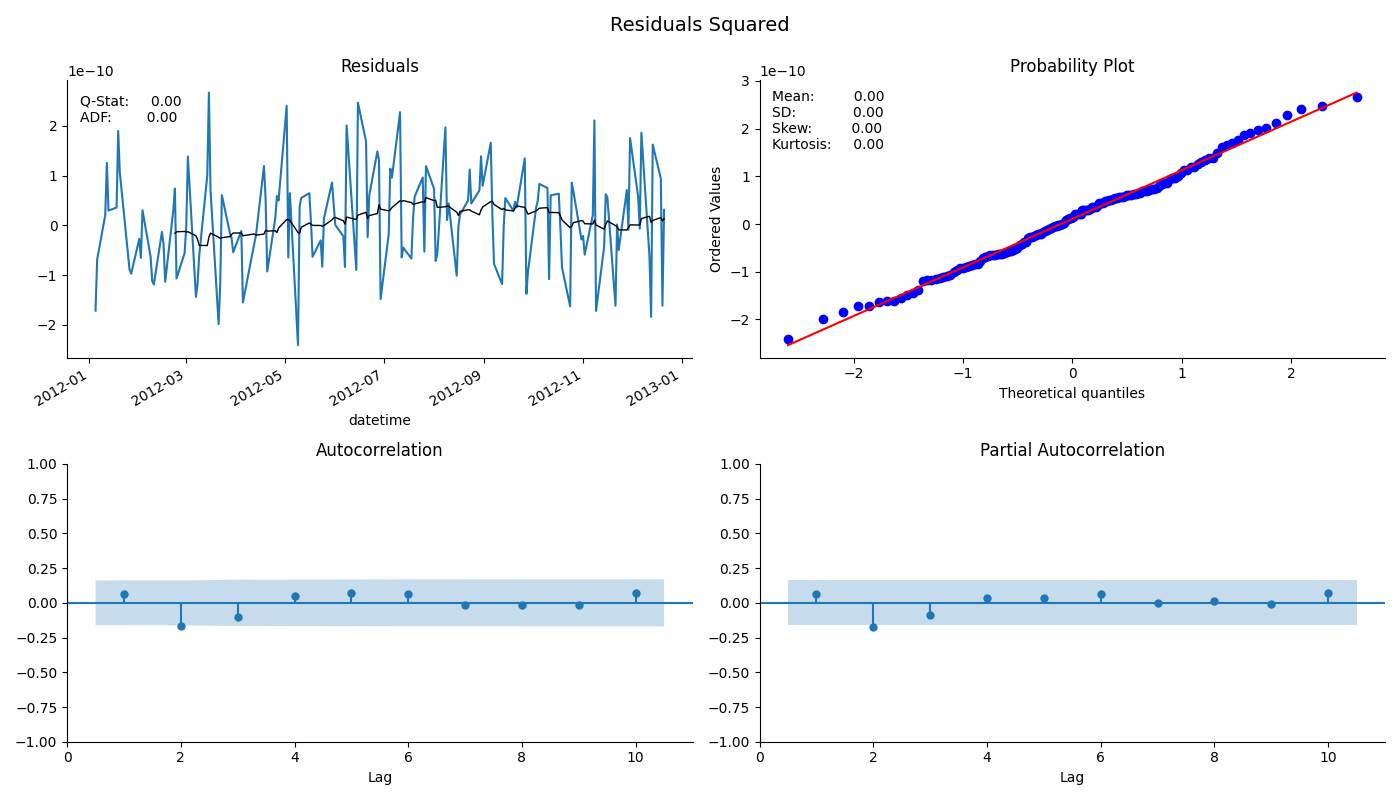 Residuals Squared
Residuals
1e−10
Q-Stat: 0.00
ADF: 0.00
2
1
0
−1
−2
2012-01
2012-03
2012-05
2012-07
2012-09
2012-11
2013-01
datetime
Probability Plot
1e−10
Mean: 0.00
SD: 0.00
Skew: 0.00
Kurtosis: 0.00
Ordered Values
3
2
1
0
−1
−2
−2
−1
0
1
2
Theoretical quantiles
Autocorrelation
1.00
0.75
0.50
0.25
0.00
−0.25
−0.50
−0.75
−1.00
0
2
4
6
8
10
Lag
Partial Autocorrelation
1.00
0.75
0.50
0.25
0.00
−0.25
−0.50
−0.75
−1.00
0
2
4
6
8
10
Lag